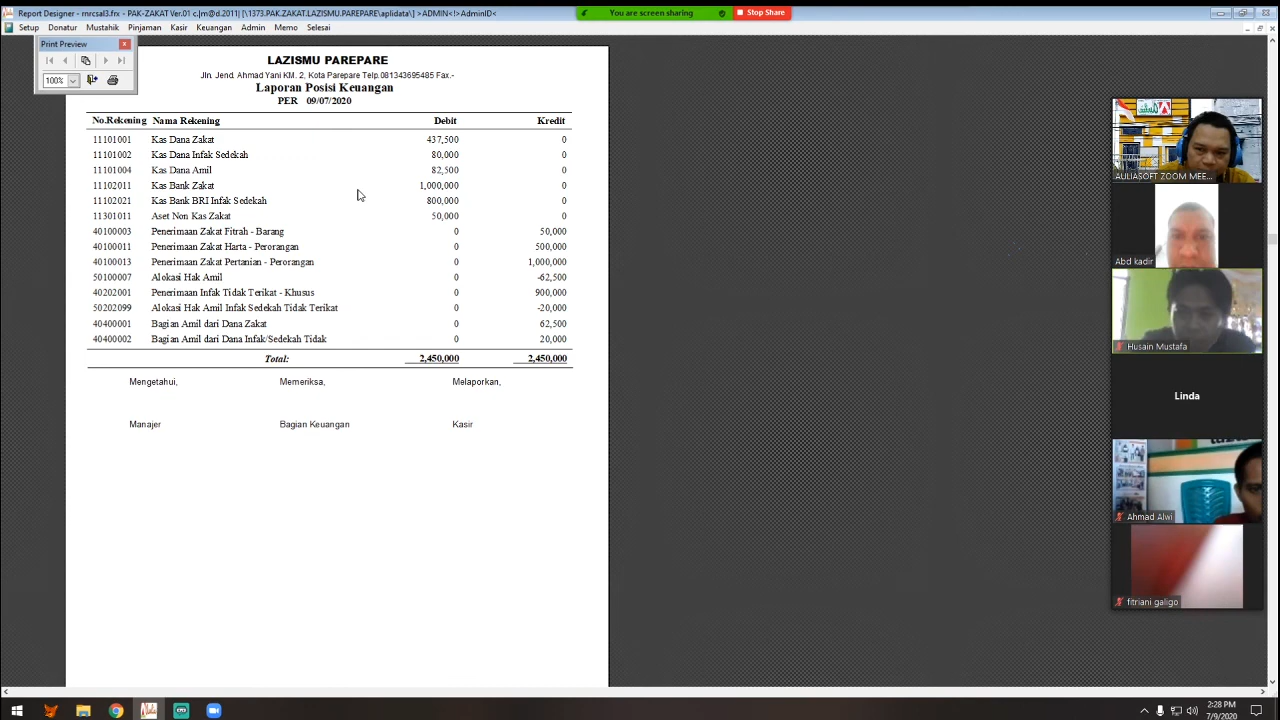 Report Designer - rnrcsal3.frx - PAK-ZAKAT Ver.01 c.|m@d.2011| [\1373.PAK.ZAKAT.LAZISMU.PAREPARE\aplidata\] >ADMIN<!>AdminID<
You are screen sharing
Stop Share
Setup Donatur Mustahik Pinjaman Kasir Keuangan Admin Memo Selesai
Print Preview
100%
LAZISMU PAREPARE
Jln. Jend. Ahmad Yani KM. 2, Kota Parepare Telp.081343695485 Fax.-
Laporan Posisi Keuangan
PER 09/07/2020
No.Rekening Nama Rekening Debit Kredit
11101001 Kas Dana Zakat 437,500 0
11101002 Kas Dana Infak Sedekah 80,000 0
11101004 Kas Dana Amil 82,500 0
11102011 Kas Bank Zakat 1,000,000 0
11102021 Kas Bank BRI Infak Sedekah 800,000 0
11301011 Aset Non Kas Zakat 50,000 0
40100003 Penerimaan Zakat Fitrah - Barang 0 50,000
40100011 Penerimaan Zakat Harta - Perorangan 0 500,000
40100013 Penerimaan Zakat Pertanian - Perorangan 0 1,000,000
50100007 Alokasi Hak Amil 0 -62,500
40202001 Penerimaan Infak Tidak Terikat - Khusus 0 900,000
50202099 Alokasi Hak Amil Infak Sedekah Tidak Terikat 0 -20,000
40400001 Bagian Amil dari Dana Zakat 0 62,500
40400002 Bagian Amil dari Dana Infak/Sedekah Tidak 0 20,000
Total: 2,450,000 2,450,000
Mengetahui, Memeriksa, Melaporkan,
Manajer Bagian Keuangan Kasir
AULIASOFT ZOOM MEE...
Abd kadir
Husain Mustafa
Linda
Ahmad Alwi
fitriani galigo
2:28 PM
7/9/2020